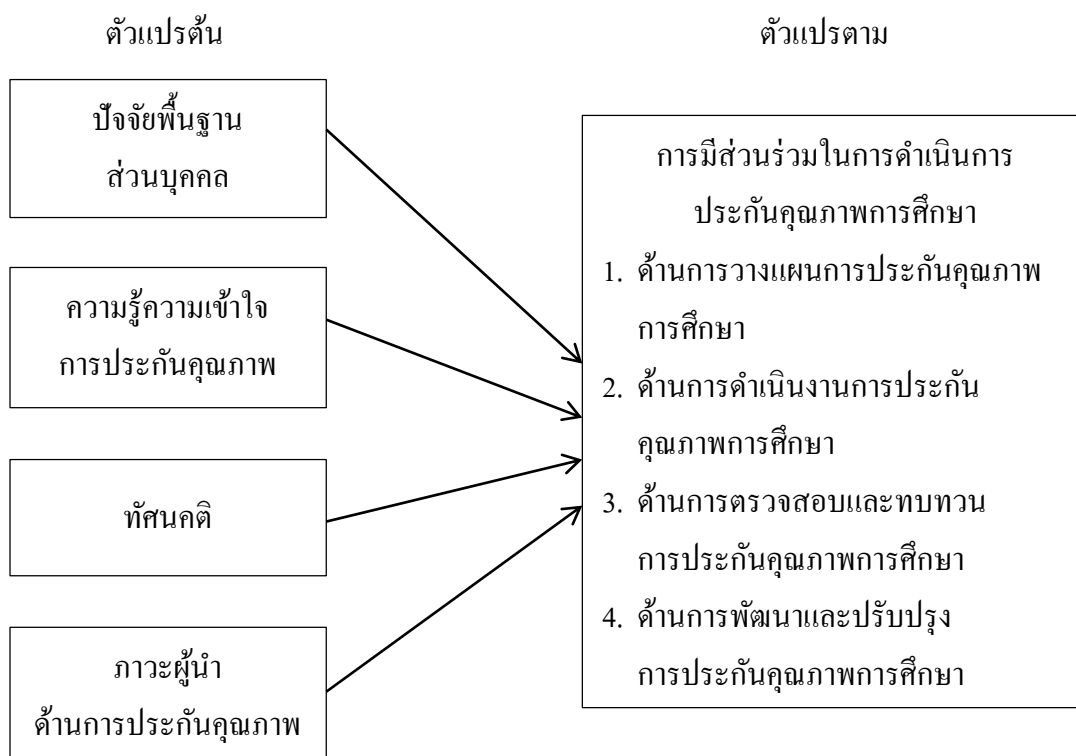 ตัวแปรต้น
ตัวแปรตาม
ปัจจัยพื้นฐาน
ส่วนบุคคล
ความรู้ความเข้าใจ
การประกันคุณภาพ
ทัศนคติ
ภาวะผู้นำ
ด้านการประกันคุณภาพ
การมีส่วนร่วมในการดำเนินการ
ประกันคุณภาพการศึกษา
1. ด้านการวางแผนการประกันคุณภาพ
การศึกษา
2. ด้านการดำเนินงานการประกัน
คุณภาพการศึกษา
3. ด้านการตรวจสอบและทบทวน
การประกันคุณภาพการศึกษา
4. ด้านการพัฒนาและปรับปรุง
การประกันคุณภาพการศึกษา